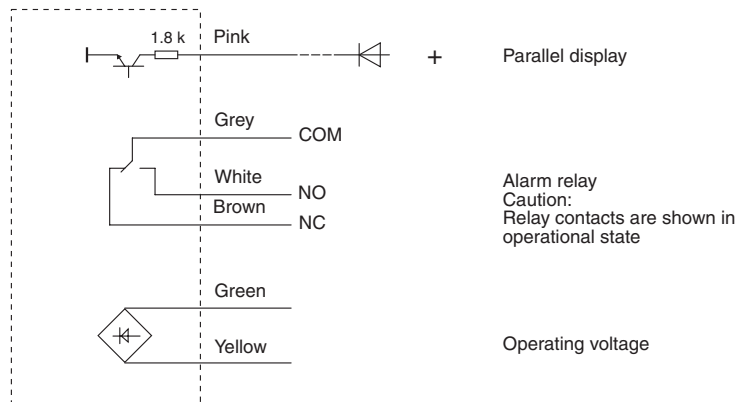 1.8 k
Pink
+
Parallel display
Grey
COM
White
NO
Brown
NC
Alarm relay
Caution:
Relay contacts are shown in
operational state
Green
Yellow
Operating voltage